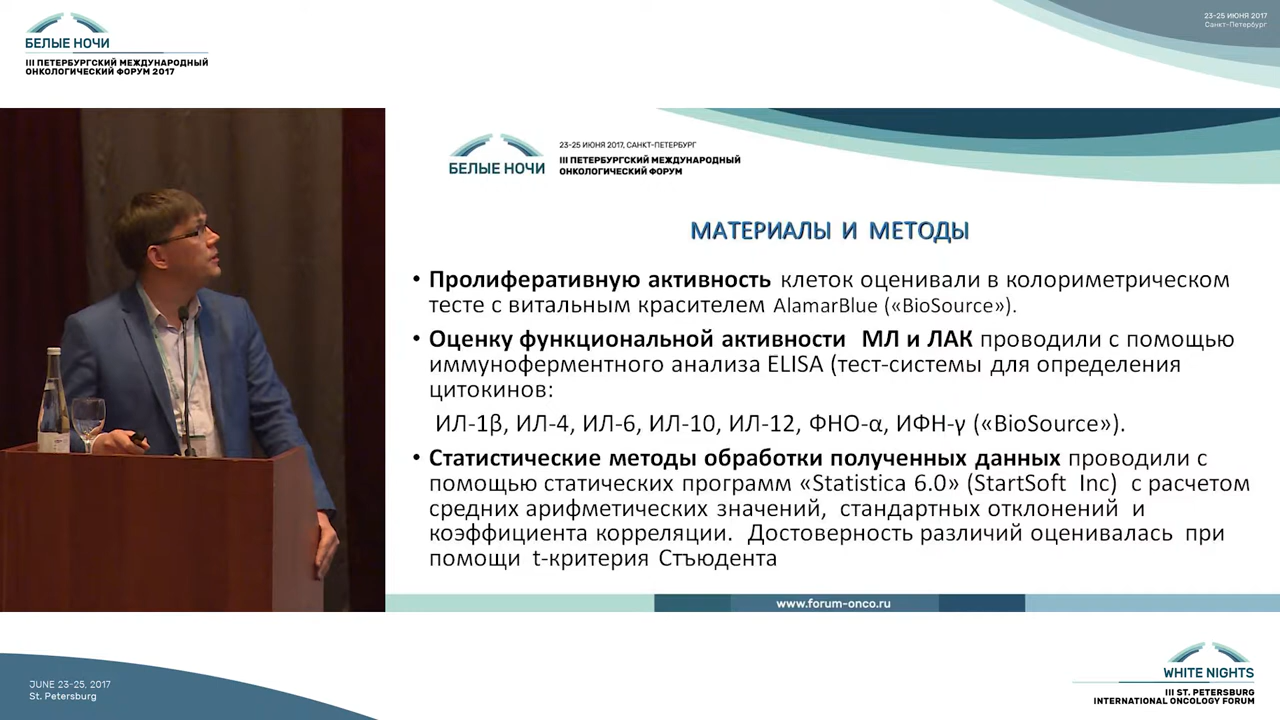 БЕЛЫЕ НОЧИ
III ПЕТЕРБУРГСКИЙ МЕЖДУНАРОДНЫЙ
ОНКОЛОГИЧЕСКИЙ ФОРУМ 2017
23-25 ИЮНЯ 2017
Санкт-Петербург
БЕЛЫЕ НОЧИ
23-25 ИЮНЯ 2017, САНКТ-ПЕТЕРБУРГ
III ПЕТЕРБУРГСКИЙ МЕЖДУНАРОДНЫЙ
ОНКОЛОГИЧЕСКИЙ ФОРУМ
МАТЕРИАЛЫ И МЕТОДЫ
• Пролиферативную активность клеток оценивали в колориметрическом
тесте с витальным красителем AlamarBlue («BioSource»).
• Оценку функциональной активности МЛ и ЛАК проводили с помощью
иммуноферментного анализа ELISA (тест-системы для определения
цитокинов:
ИЛ-1β, ИЛ-4, ИЛ-6, ИЛ-10, ИЛ-12, ФНО-α, ИФН-γ («BioSource»).
• Статистические методы обработки полученных данных проводили с
помощью статических программ «Statistica 6.0» (StartSoft Inc) с расчетом
средних арифметических значений, стандартных отклонений и
коэффициента корреляции. Достоверность различий оценивалась при
помощи t-критерия Стъюдента
www.forum-onco.ru
JUNE 23-25, 2017
St. Petersburg
WHITE NIGHTS
III ST. PETERSBURG
INTERNATIONAL ONCOLOGY FORUM